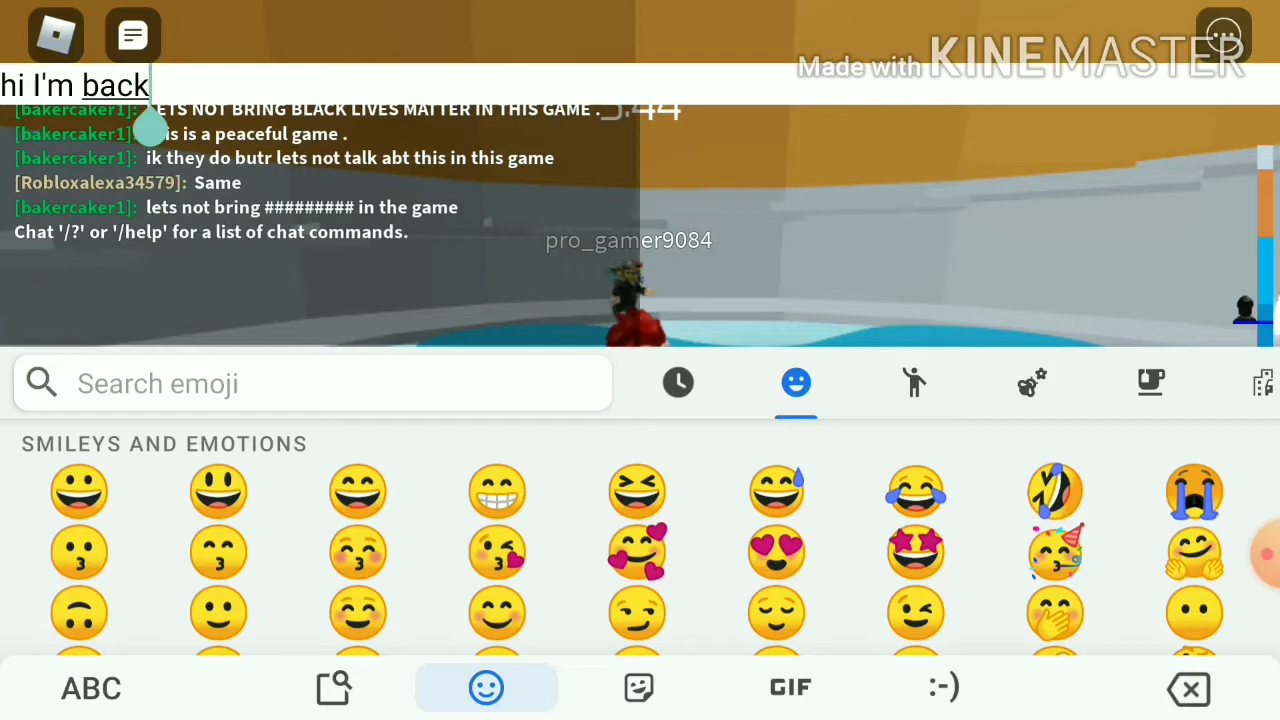 Made with KINEMASTER
hi I'm back
[bakercaker1]: LETS NOT BRING BLACK LIVES MATTER IN THIS GAME .
[bakercaker1]: is is a peaceful game .
[bakercaker1]: ik they do butr lets not talk abt this in this game
[Robloxalexa34579]: Same
[bakercaker1]: lets not bring ######### in the game
Chat '/?' or '/help' for a list of chat commands.
pro_gamer9084
Search emoji
SMILEYS AND EMOTIONS
ABC
GIF
:-)